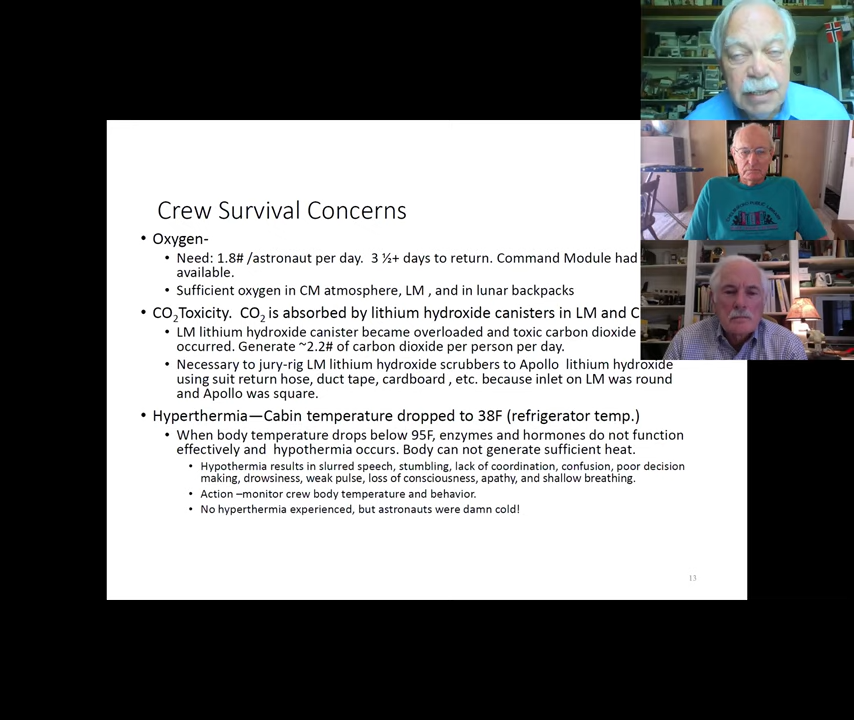 Crew Survival Concerns
• Oxygen-
• Need: 1.8# /astronaut per day.  3 ½+ days to return. Command Module had
available.
• Sufficient oxygen in CM atmosphere, LM , and in lunar backpacks
• CO2Toxicity.  CO2 is absorbed by lithium hydroxide canisters in LM and C
• LM lithium hydroxide canister became overloaded and toxic carbon dioxide
occurred. Generate ~2.2# of carbon dioxide per person per day.
• Necessary to jury-rig LM lithium hydroxide scrubbers to Apollo  lithium hydroxide
using suit return hose, duct tape, cardboard , etc. because inlet on LM was round
and Apollo was square.
• Hyperthermia—Cabin temperature dropped to 38F (refrigerator temp.)
• When body temperature drops below 95F, enzymes and hormones do not function
effectively and  hypothermia occurs. Body can not generate sufficient heat.
• Hypothermia results in slurred speech, stumbling, lack of coordination, confusion, poor decision
making, drowsiness, weak pulse, loss of consciousness, apathy, and shallow breathing.
• Action –monitor crew body temperature and behavior.
• No hyperthermia experienced, but astronauts were damn cold!
13